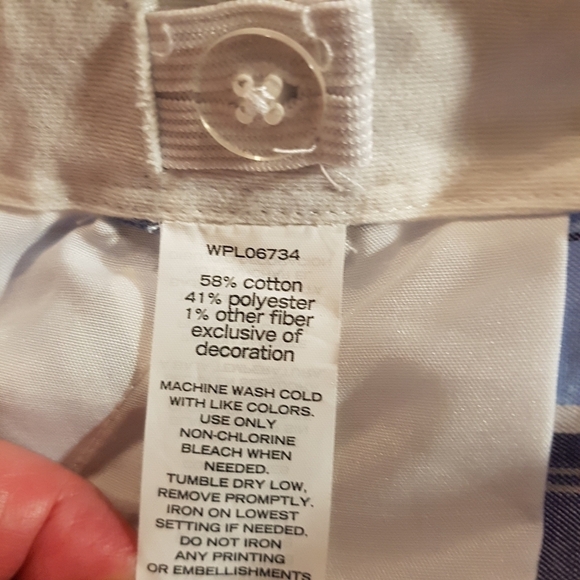 WPL06734
58% cotton
41% polyester
1% other fiber
exclusive of
decoration
MACHINE WASH COLD
WITH LIKE COLORS.
USE ONLY
NON-CHLORINE
BLEACH WHEN
NEEDED.
TUMBLE DRY LOW,
REMOVE PROMPTLY.
IRON ON LOWEST
SETTING IF NEEDED.
DO NOT IRON
ANY PRINTING
OR EMBELLISHMENTS